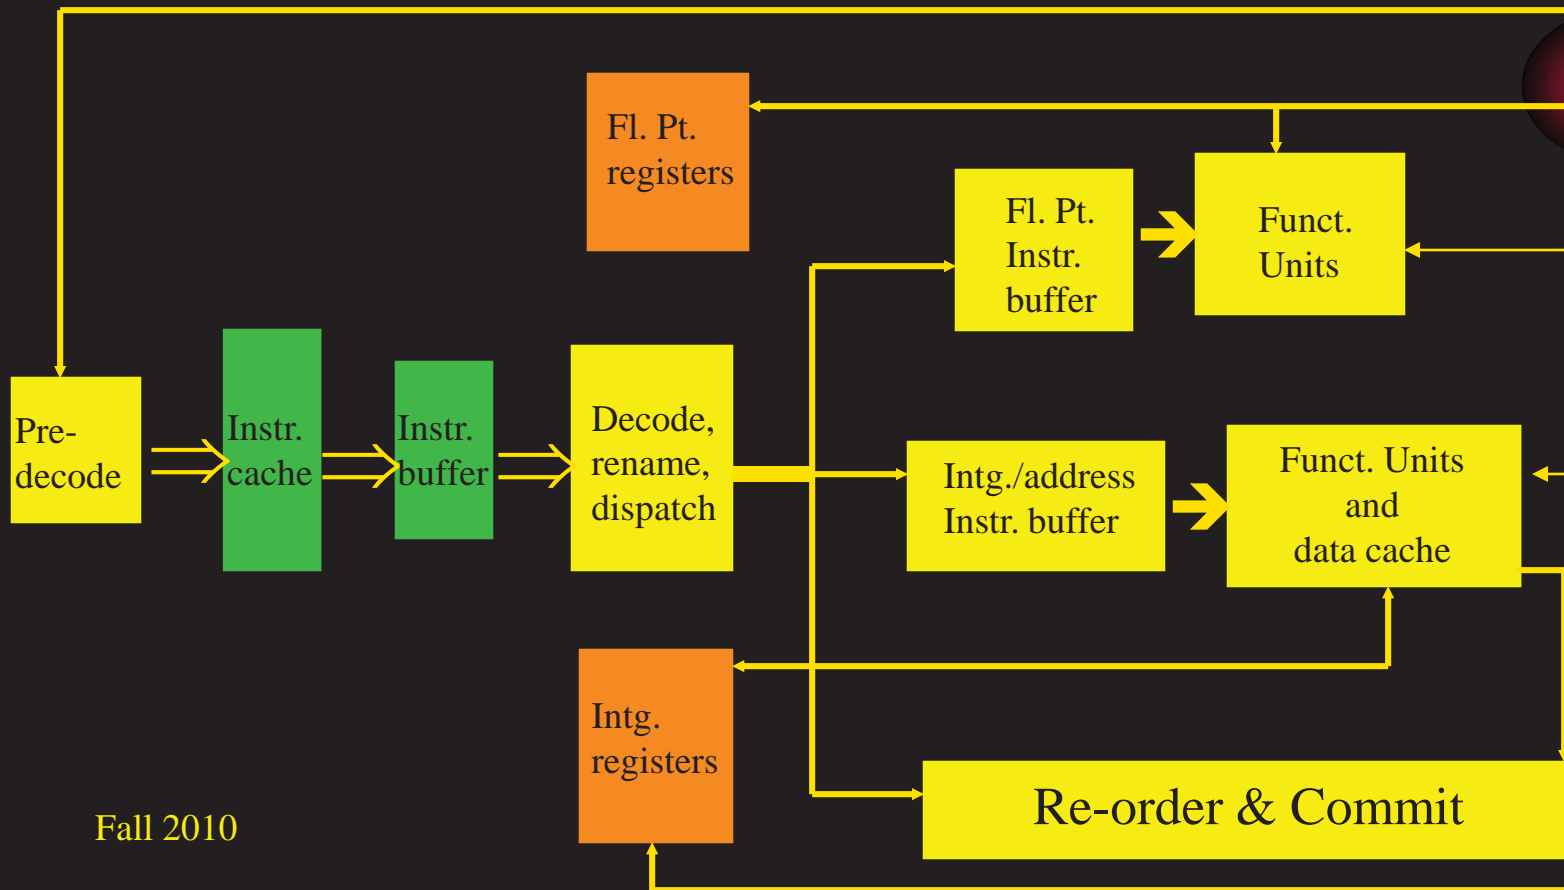 Fl. Pt.
registers
Fl. Pt.
Instr.
buffer
Funct.
Units
Pre-
decode
Instr.
cache
Instr.
buffer
Decode,
rename,
dispatch
Intg./address
Instr. buffer
Funct. Units
and
data cache
Intg.
registers
Re-order & Commit
Fall 2010